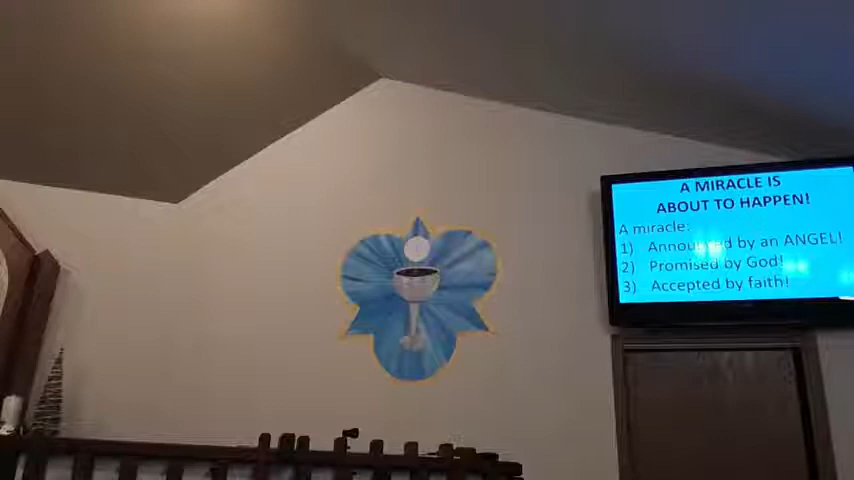 A MIRACLE IS
ABOUT TO HAPPEN!
A miracle:
1) Announced by an ANGEL!
2) Promised by God!
3) Accepted by faith!